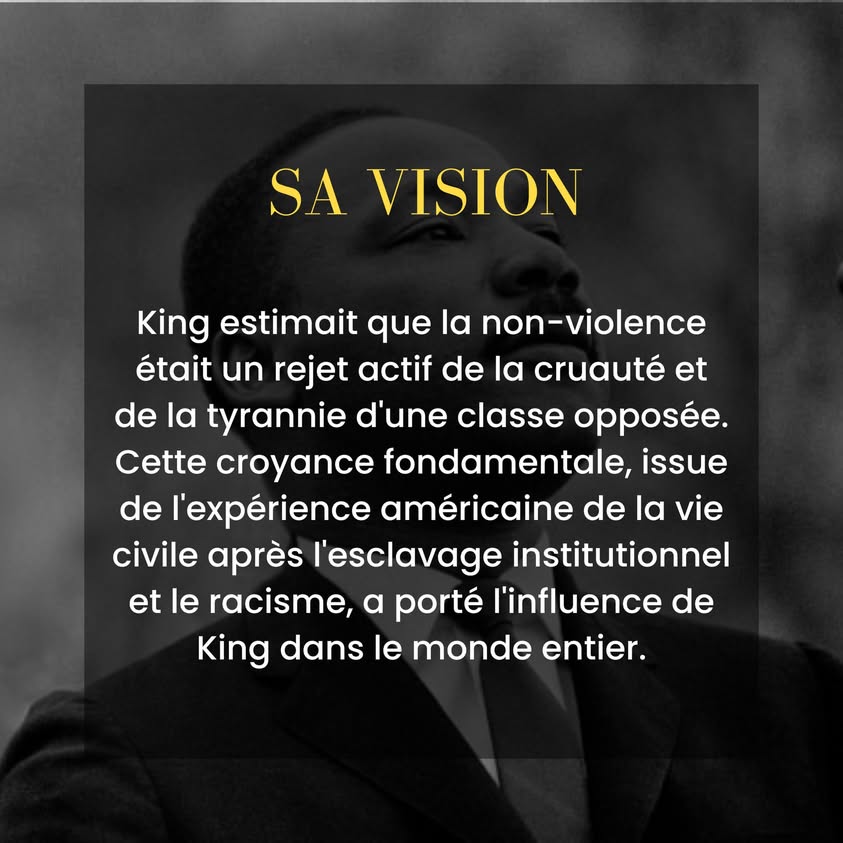 SA VISION
King estimait que la non-violence
était un rejet actif de la cruauté et
de la tyrannie d'une classe opposée.
Cette croyance fondamentale, issue
de l'expérience américaine de la vie
civile après l'esclavage institutionnel
et le racisme, a porté l'influence de
King dans le monde entier.